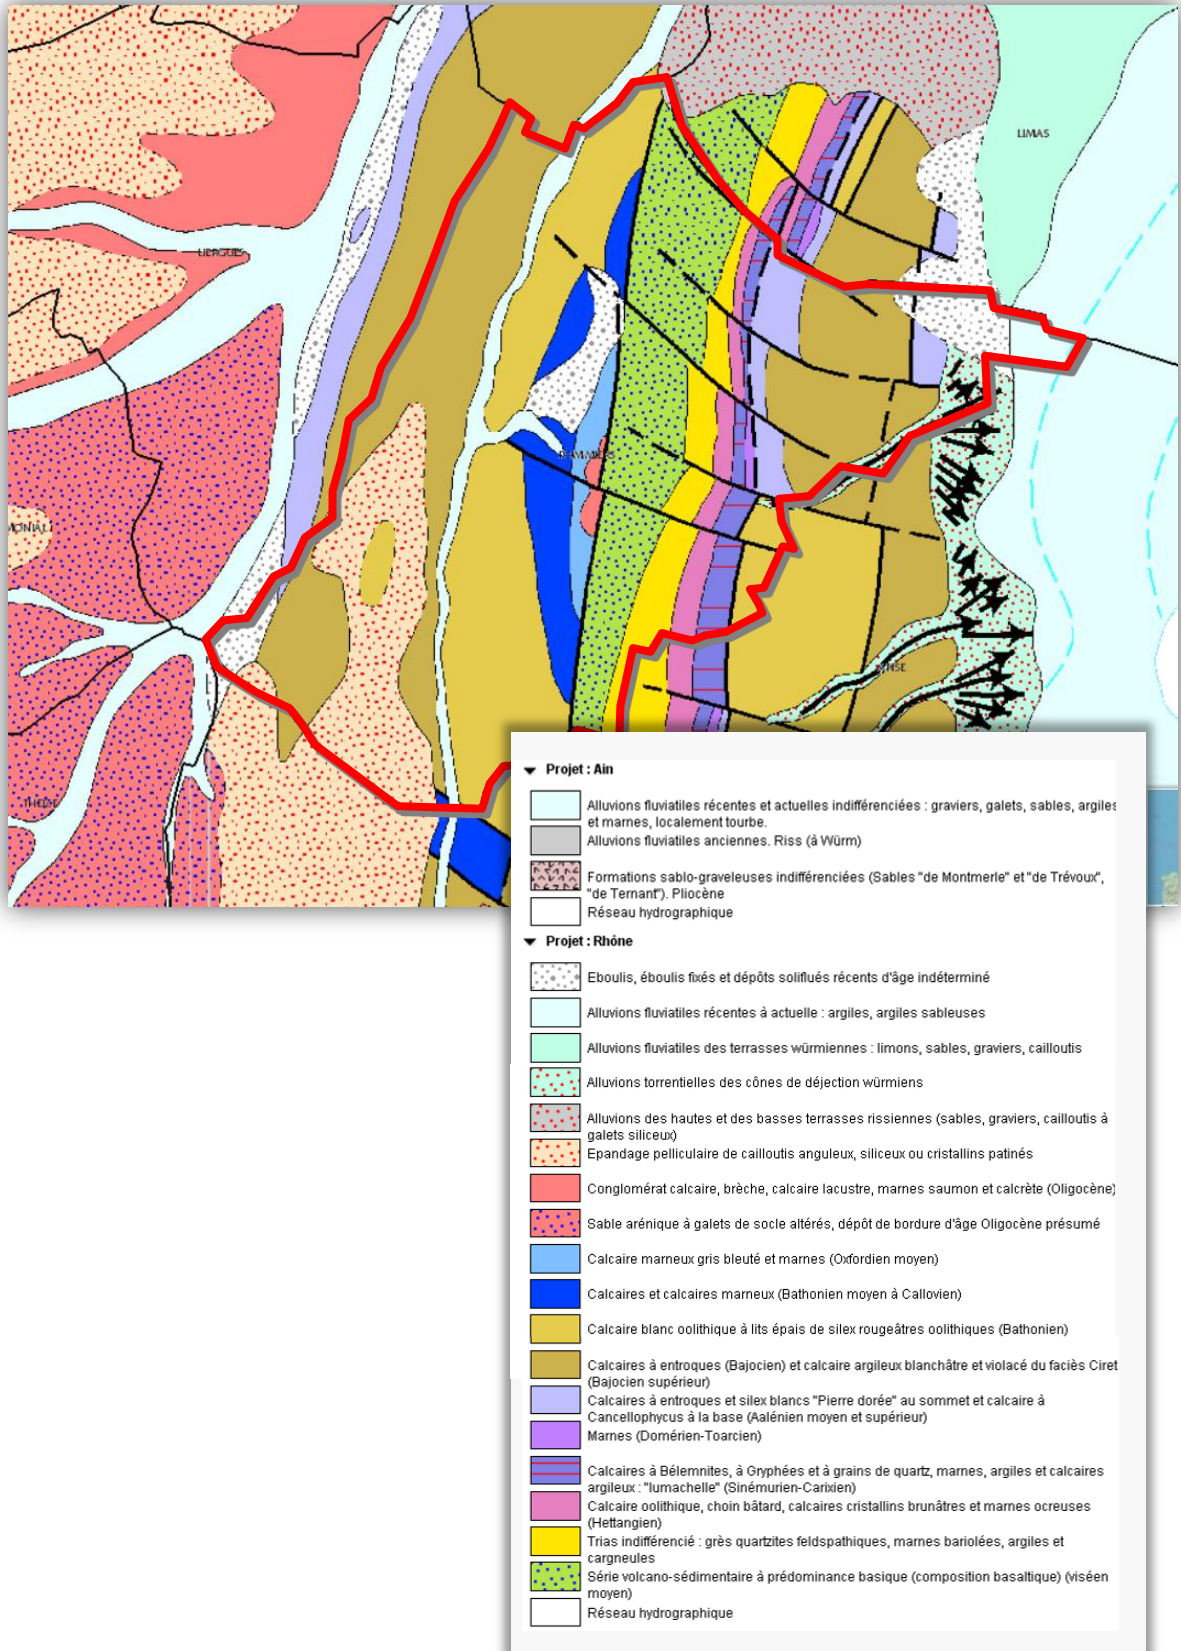 LIMAS
LIERGUES
POMMIERS
MONIAL
THEIZE
Projet : Ain
Alluvions fluviatiles récentes et actuelles indifférenciées : graviers, galets, sables, argiles
et marnes, localement tourbe.
Alluvions fluviatiles anciennes. Riss (à Würm)
Formations sablo-graveleuses indifférenciées (Sables "de Montmerle" et "de Trévoux",
"de Ternant"). Pliocène
Réseau hydrographique
Projet : Rhône
Eboulis, éboulis fixés et dépôts soliflués récents d'âge indéterminé
Alluvions fluviatiles récentes à actuelle : argiles, argiles sableuses
Alluvions fluviatiles des terrasses würmiennes : limons, sables, graviers, cailloutis
Alluvions torrentielles des cônes de déjection würmiens
Alluvions des hautes et des basses terrasses rissiennes (sables, graviers, cailloutis à
galets siliceux)
Epandage pelliculaire de cailloutis anguleux, siliceux ou cristallins patinés
Conglomérat calcaire, brèche, calcaire lacustre, marnes saumon et calcrète (Oligocène)
Sable arénique à galets de socle altérés, dépôt de bordure d'âge Oligocène présumé
Calcaire marneux gris bleuté et marnes (Oxfordien moyen)
Calcaires et calcaires marneux (Bathonien moyen à Callovien)
Calcaire blanc oolithique à lits épais de silex rougeâtres oolithiques (Bathonien)
Calcaires à entroques (Bajocien) et calcaire argileux blanchâtre et violacé du faciès Ciret
(Bajocien supérieur)
Calcaires à entroques et silex blancs "Pierre dorée" au sommet et calcaire à
Cancellophycus à la base (Aalénien moyen et supérieur)
Marnes (Domérien-Toarcien)
Calcaires à Bélemnites, à Gryphées et à grains de quartz, marnes, argiles et calcaires
argileux : "lumachelle" (Sinémurien-Carixien)
Calcaire oolithique, choin bâtard, calcaires cristallins brunâtres et marnes ocreuses
(Hettangien)
Trias indifférencié : grès quartzites feldspathiques, marnes bariolées, argiles et
cargneules
Série volcano-sédimentaire à prédominance basique (composition basaltique) (viséen
moyen)
Réseau hydrographique